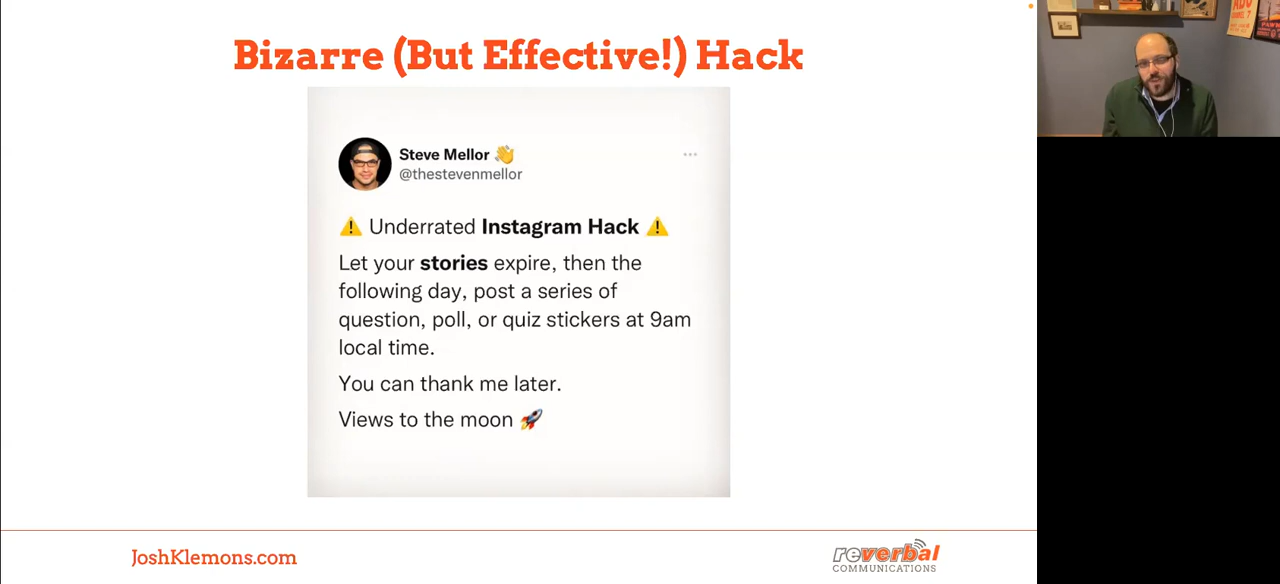 Bizarre (But Effective!) Hack
Steve Mellor 👋
@thestevenmellor
⚠️ Underrated Instagram Hack ⚠️
Let your stories expire, then the
following day, post a series of
question, poll, or quiz stickers at 9am
local time.
You can thank me later.
Views to the moon 🚀
JoshKlemons.com
reverbal
COMMUNICATIONS